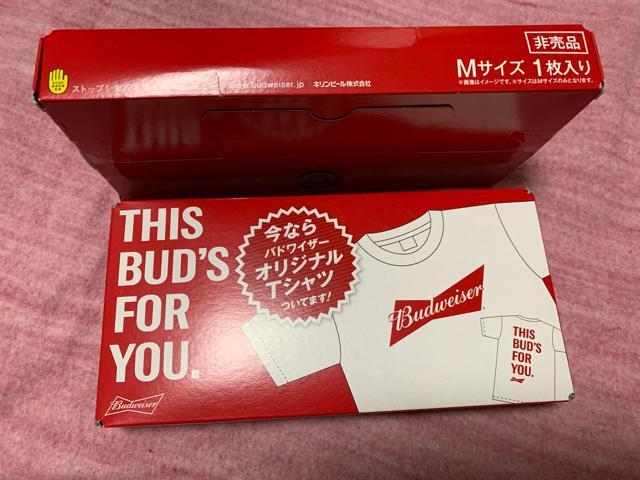 非売品
Mサイズ 1枚入り
※画像はイメージです。※サイズはMサイズのみとなります。
ストップ!
www.budweiser.jp キリンビール株式会社
THIS
BUD'S
FOR
YOU.
Budweiser
今なら
バドワイザー
オリジナル
Tシャツ
ついてます!
Budweiser
THIS
BUD'S
FOR
YOU.